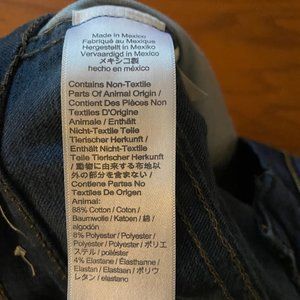 Made in Mexico
Fabriqué au Mexique
Hergestellt in Mexiko
Vervaardigd in Mexico
メキシコ製
hecho en méxico
Contains Non-Textile
Parts Of Animal Origin /
Contient Des Pièces Non
Textiles D'Origine
Animale / Enthält
Nicht-Textile Teile
Tierischer Herkunft /
Enthält Nicht-Textile
Teile Tierischer Herkunft
/ 動物に由来する布地以
外の部分を含まない /
Contiene Partes No
Textiles De Origen
Animal:
88% Cotton / Coton /
Baumwolle / Katoen / 綿 /
algodón
8% Polyester / Polyester /
Polyester / Polyester / ポリエ
ステル / poliéster
4% Elastane / Élasthanne /
Elastan / Elastaan / ポリウ
レタン / elastano